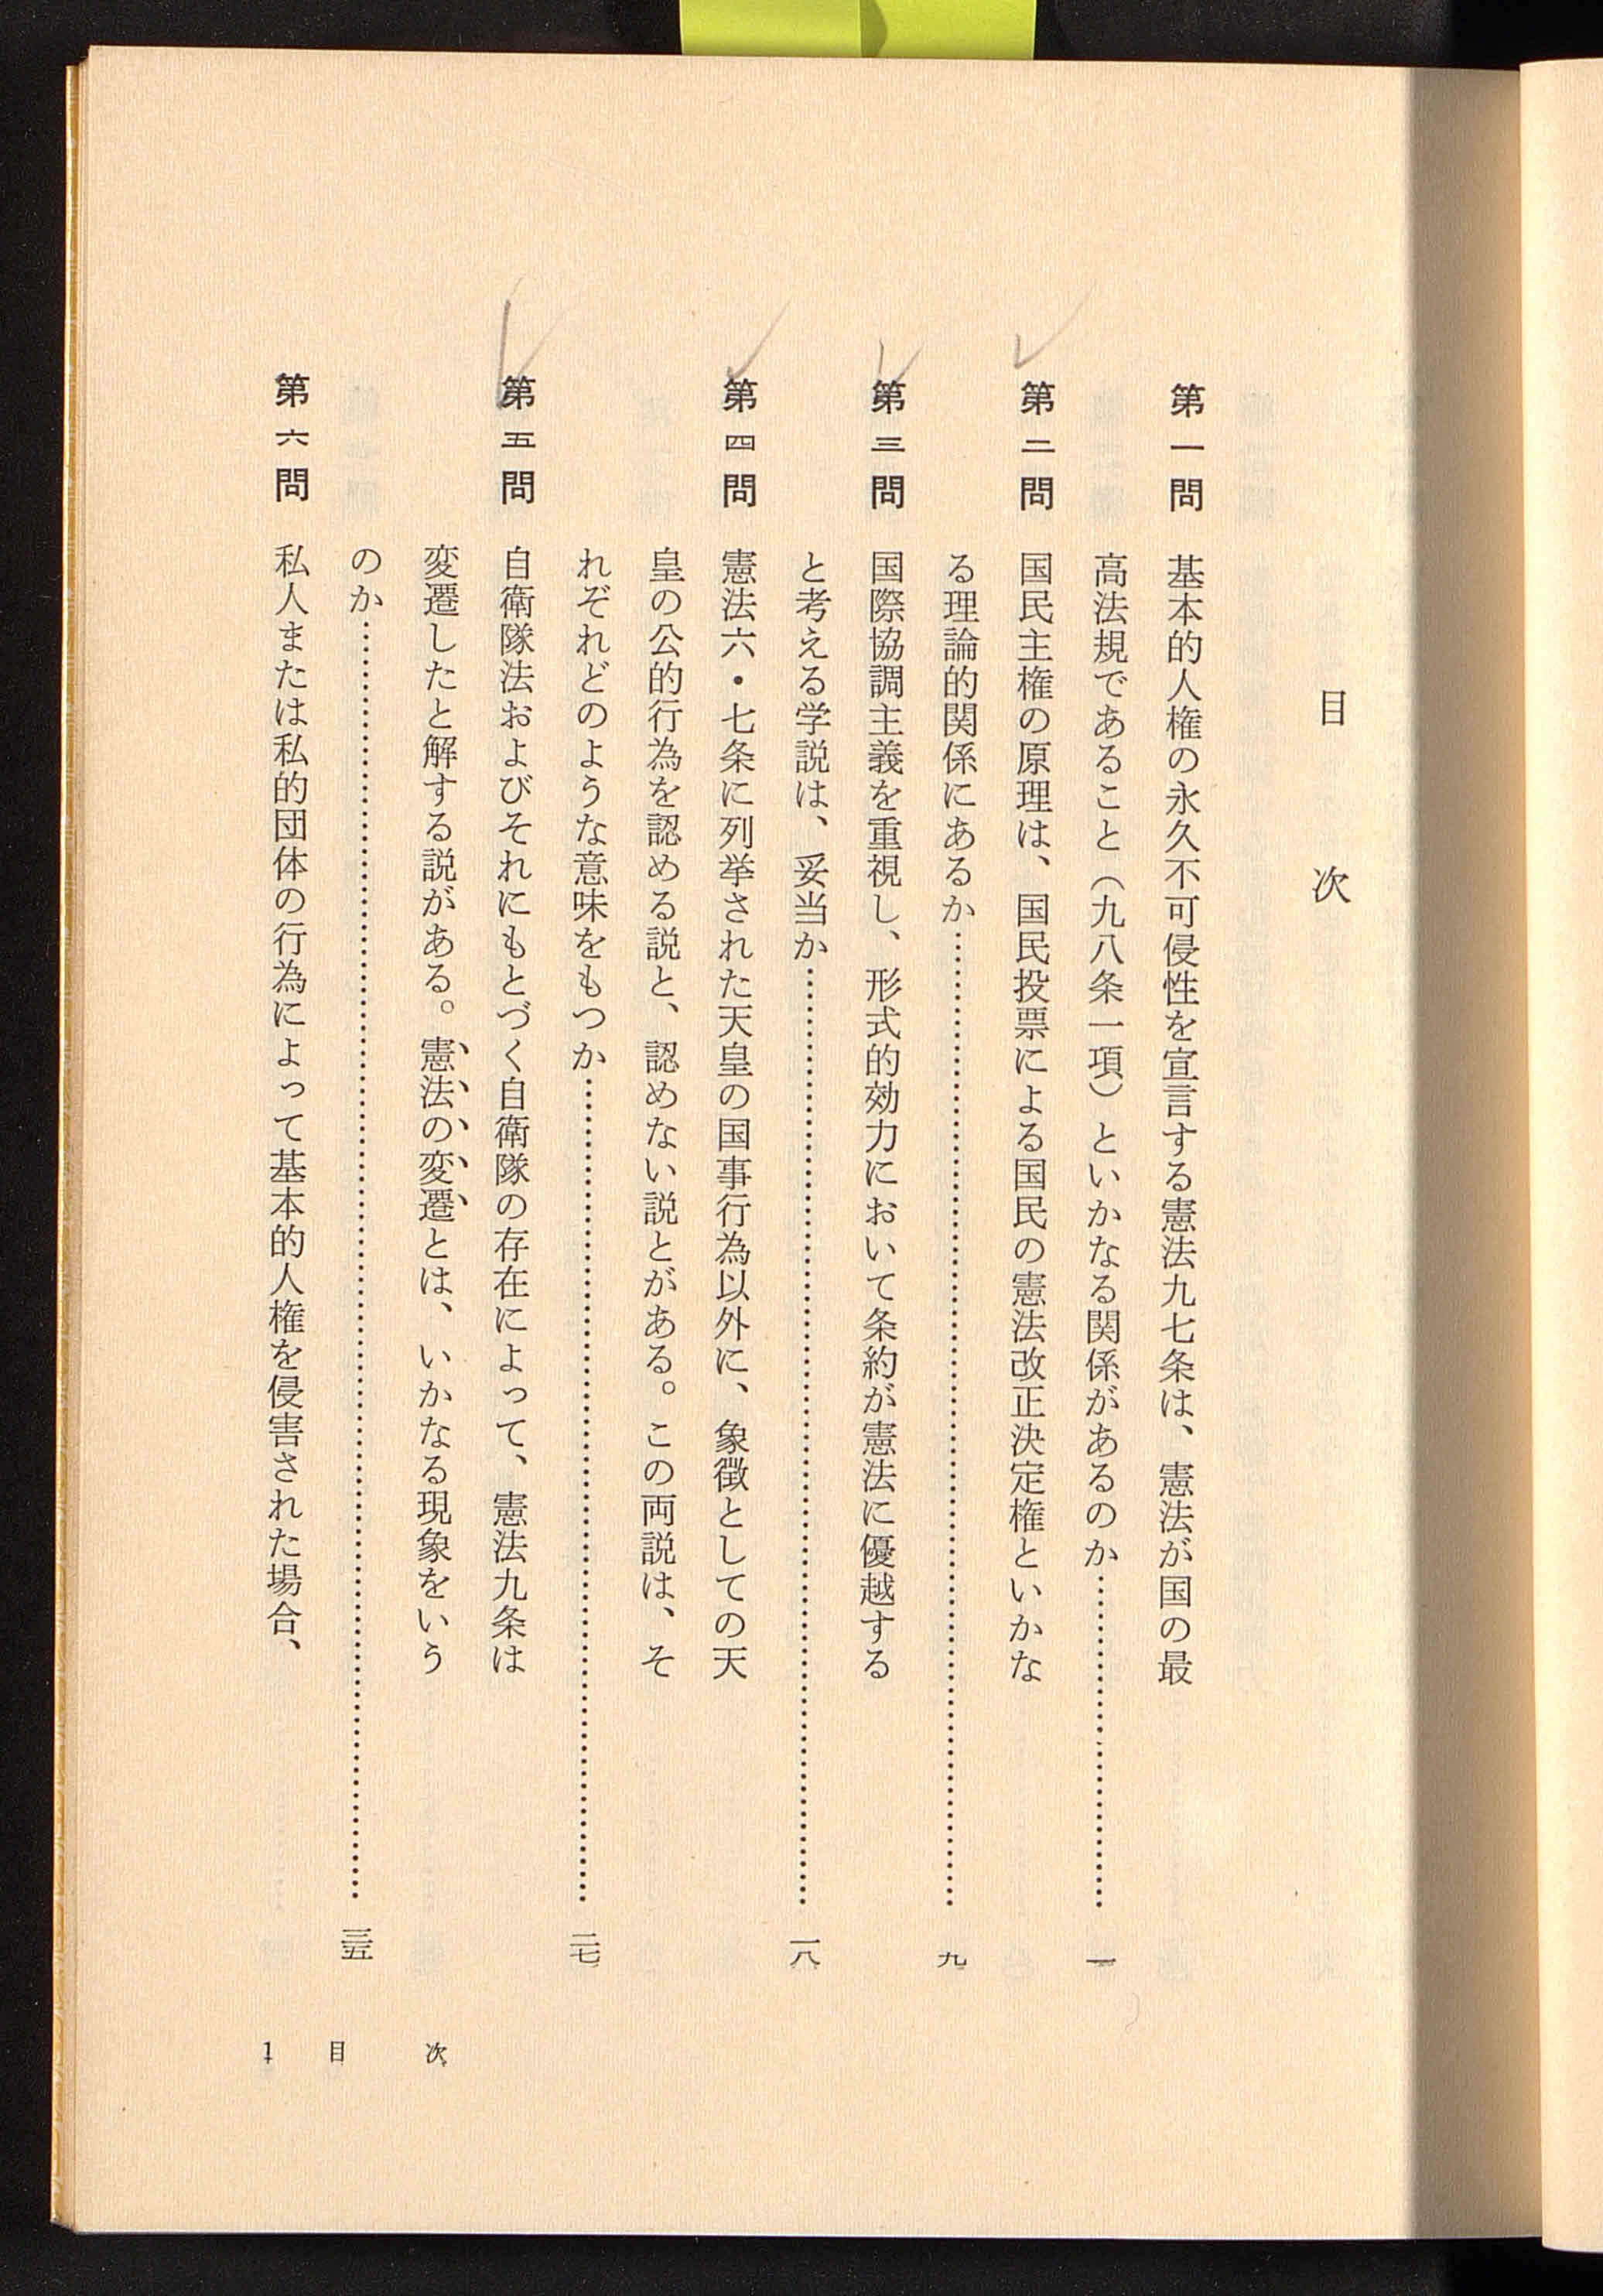 目次
第一問 基本的人権の永久不可侵性を宣言する憲法九七条は、憲法が国の最
高法規であること（九八条一項）といかなる関係があるのか……………………一
第二問 国民主権の原理は、国民投票による国民の憲法改正決定権といかな
る理論的関係にあるか……………………九
第三問 国際協調主義を重視し、形式的効力において条約が憲法に優越する
と考える学説は、妥当か……………………一八
第四問 憲法六・七条に列挙された天皇の国事行為以外に、象徴としての天
皇の公的行為を認める説と、認めない説とがある。この両説は、そ
れぞれどのような意味をもつか……………………二七
第五問 自衛隊法およびそれにもとづく自衛隊の存在によって、憲法九条は
変遷したと解する説がある。憲法の変遷とは、いかなる現象をいう
のか……………………三五
第六問 私人または私的団体の行為によって基本的人権を侵害された場合、
1 目次